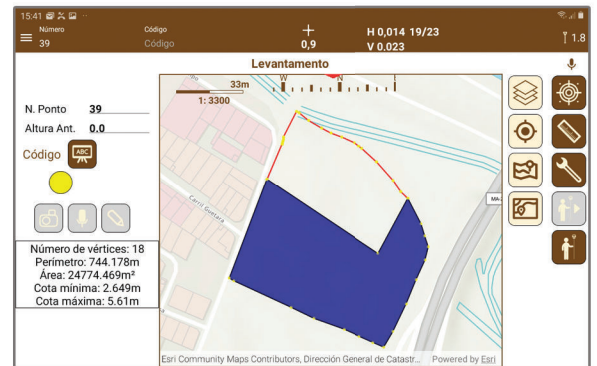 15:41
Número
Código
39
Código
0,9
H 0,014 19/23
V 0.023
1.8
Levantamento
N. Ponto 39
Altura Ant. 0.0
Código ABC
Número de vértices: 18
Perímetro: 744.178m
Área: 24774.469m²
Cota mínima: 2.649m
Cota máxima: 5.61m
33m
1: 3300
W N I
Carril Guetara
MA-
Esri Community Maps Contributors, Dirección General de Catastr... Powered by Esri